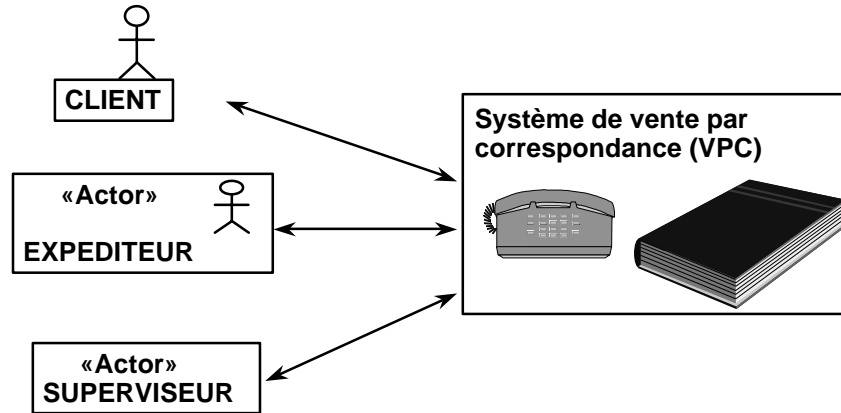 CLIENT
Système de vente par
correspondance (VPC)
«Actor»
EXPEDITEUR
«Actor»
SUPERVISEUR